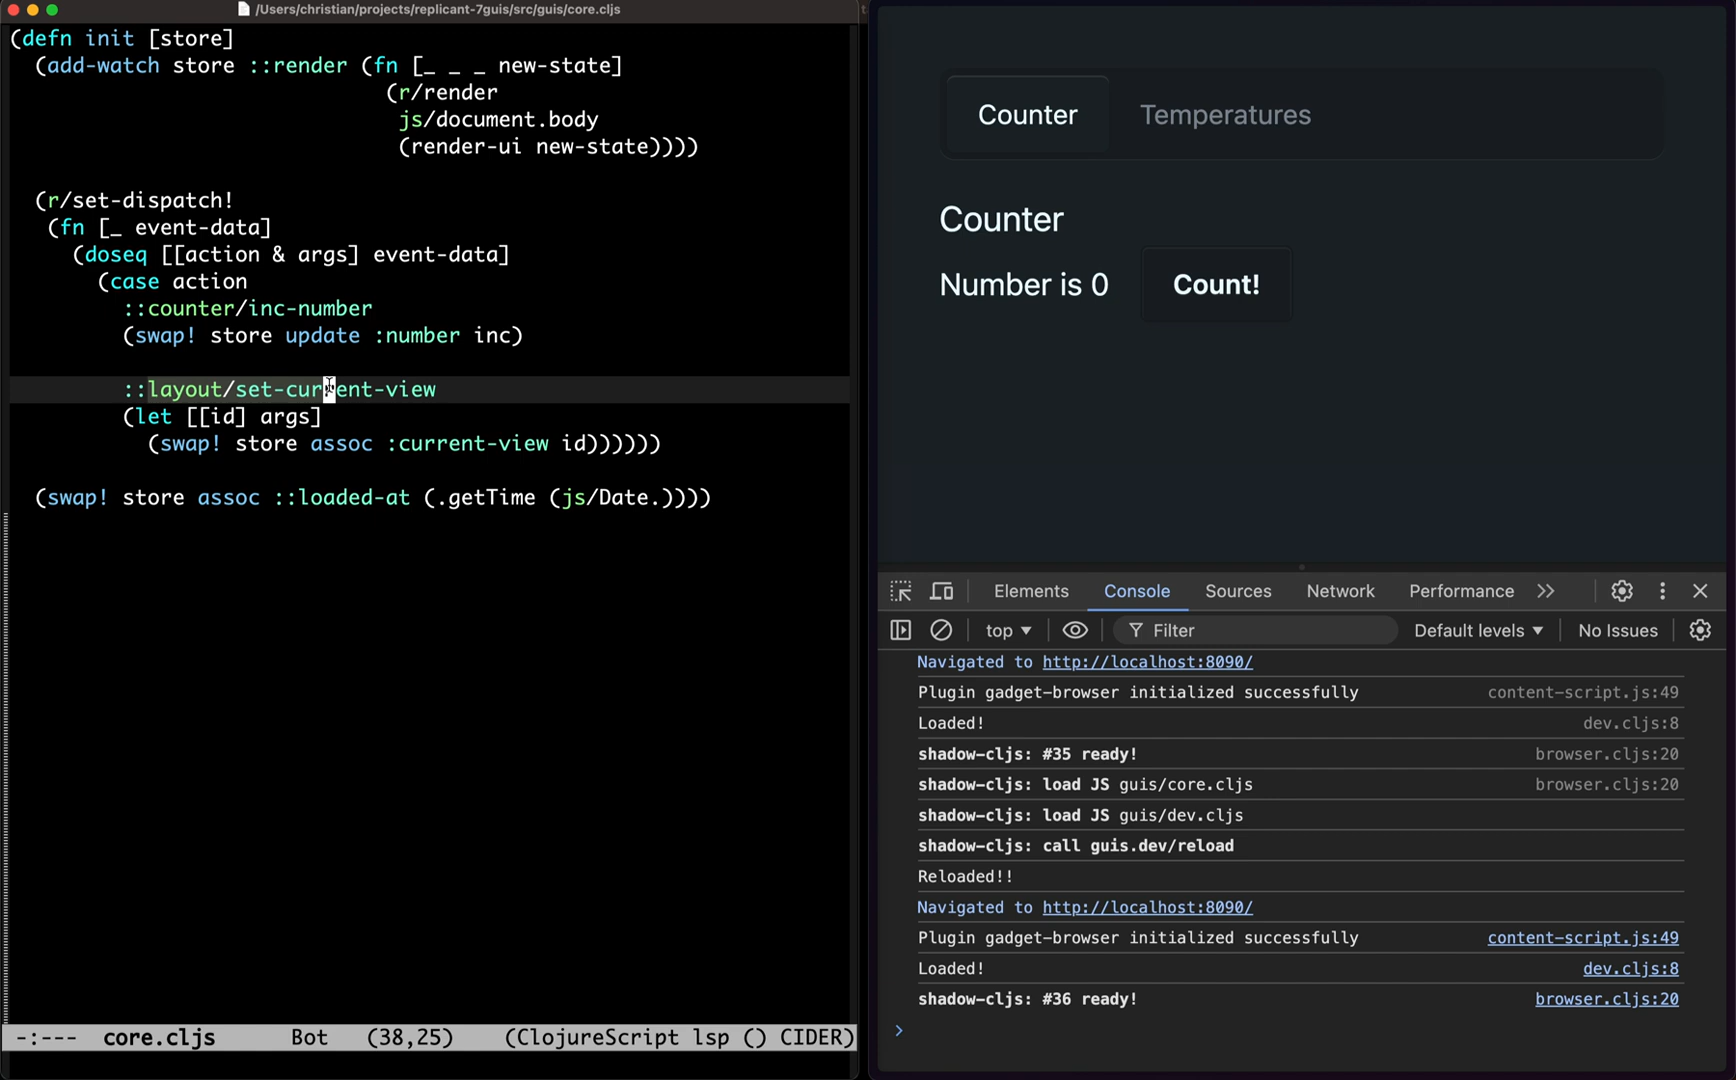 /Users/christian/projects/replicant-7guis/src/guis/core.cljs
(defn init [store]
(add-watch store ::render (fn [_ _ _ new-state]
(r/render
js/document.body
(render-ui new-state))))
(r/set-dispatch!
(fn [_ event-data]
(doseq [[action & args] event-data]
(case action
::counter/inc-number
(swap! store update :number inc)
::layout/set-current-view
(let [[id] args]
(swap! store assoc :current-view id))))))
(swap! store assoc ::loaded-at (.getTime (js/Date.))))
-:--- core.cljs Bot (38,25) (ClojureScript lsp () CIDER)
Counter Temperatures
Counter
Number is 0 Count!
Elements Console Sources Network Performance
top Filter Default levels No Issues
Navigated to http://localhost:8090/
Plugin gadget-browser initialized successfully content-script.js:49
Loaded! dev.cljs:8
shadow-cljs: #35 ready! browser.cljs:20
shadow-cljs: load JS guis/core.cljs browser.cljs:20
shadow-cljs: load JS guis/dev.cljs
shadow-cljs: call guis.dev/reload
Reloaded!!
Navigated to http://localhost:8090/
Plugin gadget-browser initialized successfully content-script.js:49
Loaded! dev.cljs:8
shadow-cljs: #36 ready! browser.cljs:20